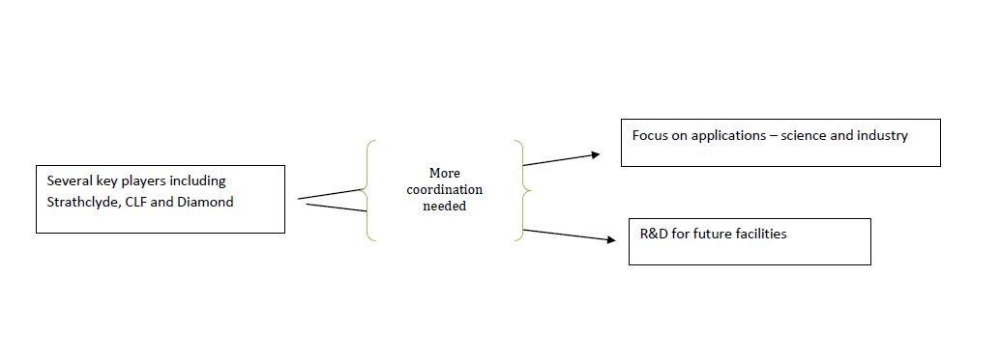 Several key players including
Strathclyde, CLF and Diamond
More
coordination
needed
Focus on applications – science and industry
R&D for future facilities